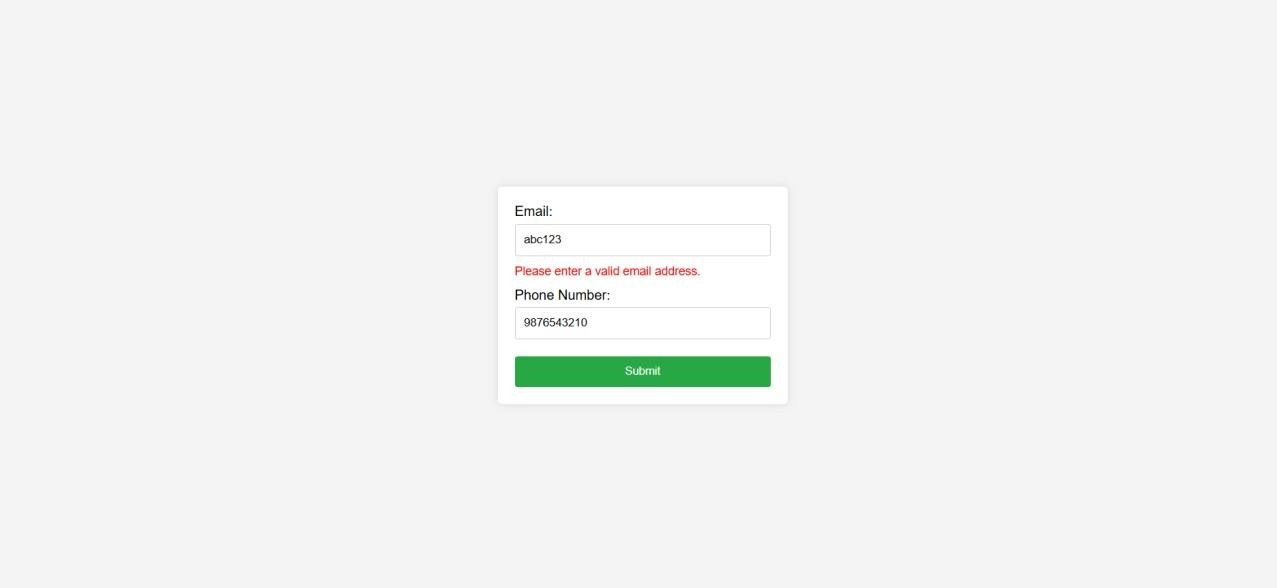 Email:
abc123
Please enter a valid email address.
Phone Number:
9876543210
Submit